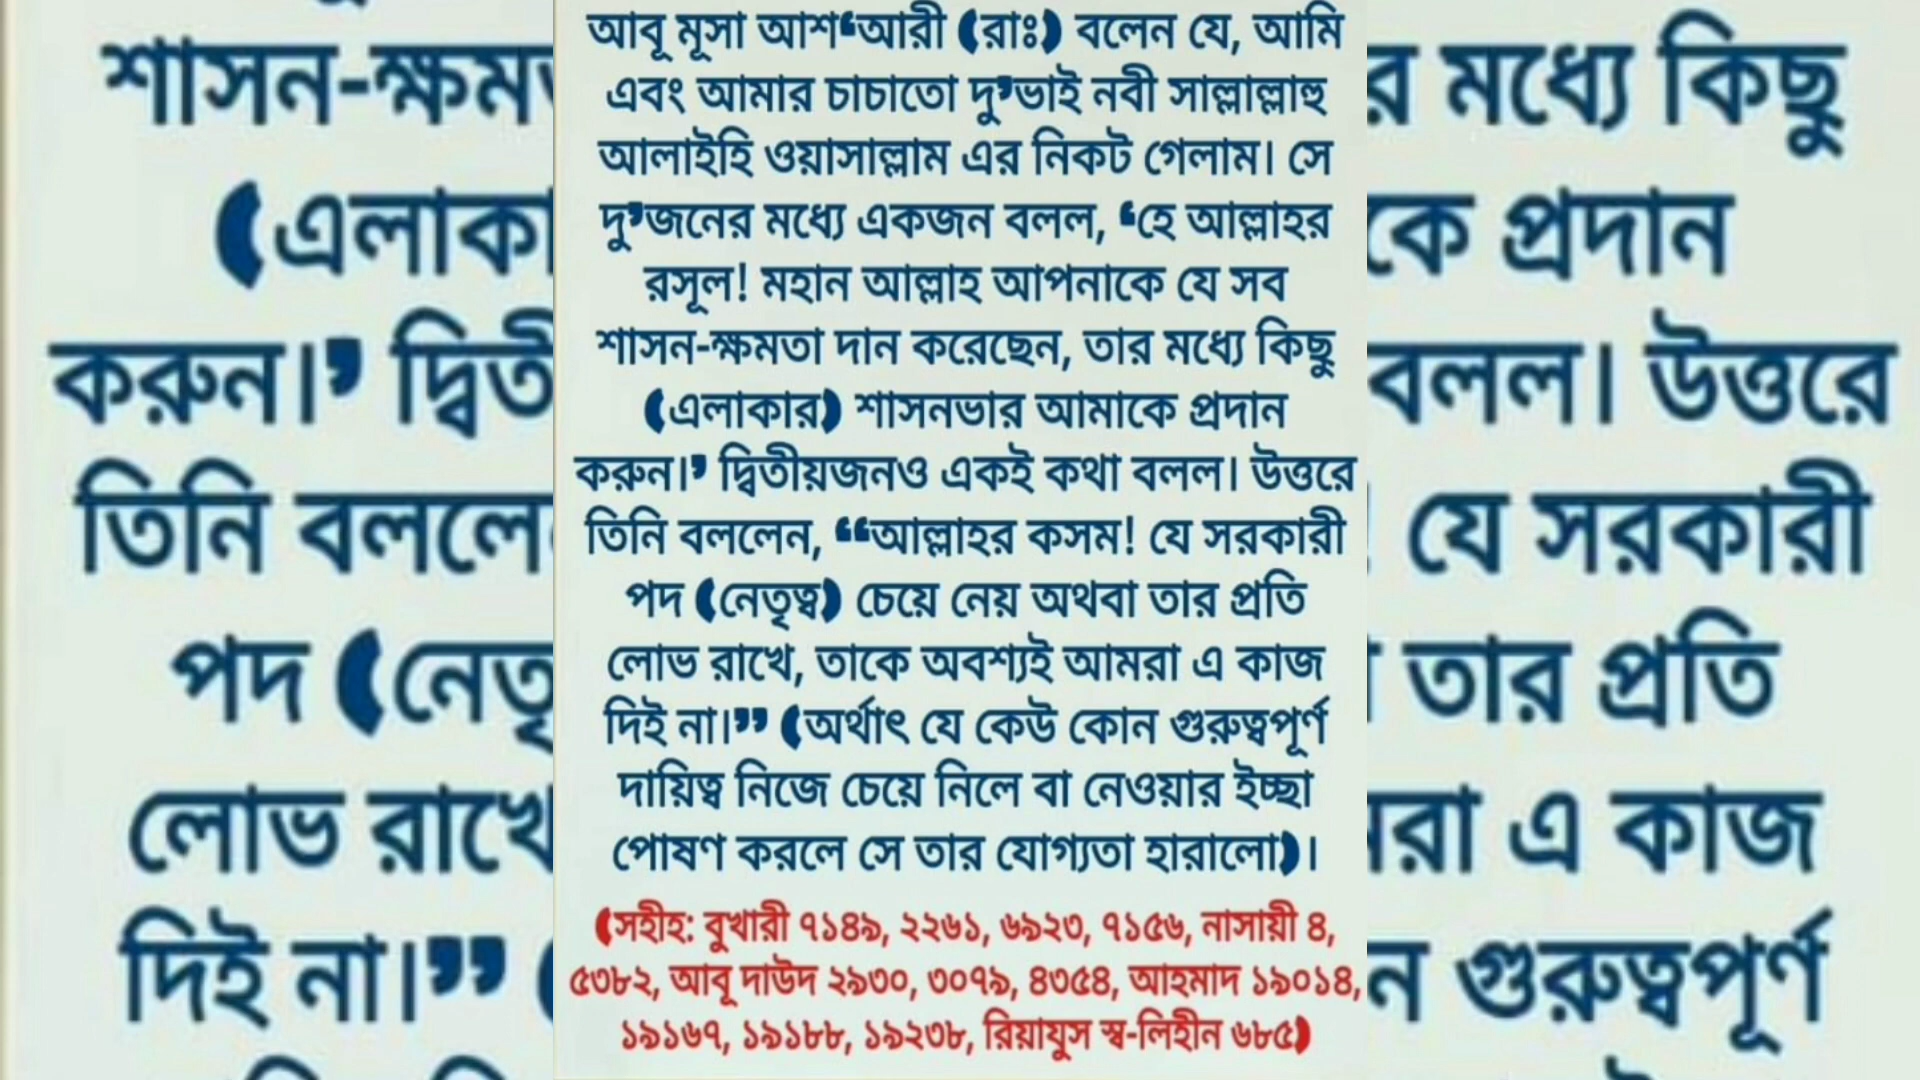 আবূ মূসা আশ‘আরী (রাঃ) বলেন যে, আমি
এবং আমার চাচাতো দু’ভাই নবী সাল্লাল্লাহু
আলাইহি ওয়াসাল্লাম এর নিকট গেলাম। সে
দু’জনের মধ্যে একজন বলল, ‘হে আল্লাহর
রসূল! মহান আল্লাহ আপনাকে যে সব
শাসন-ক্ষমতা দান করেছেন, তার মধ্যে কিছু
(এলাকার) শাসনভার আমাকে প্রদান
করুন।’ দ্বিতীয়জনও একই কথা বলল। উত্তরে
তিনি বললেন, “আল্লাহর কসম! যে সরকারী
পদ (নেতৃত্ব) চেয়ে নেয় অথবা তার প্রতি
লোভ রাখে, তাকে অবশ্যই আমরা এ কাজ
দিই না।” (অর্থাৎ যে কেউ কোন গুরুত্বপূর্ণ
দায়িত্ব নিজে চেয়ে নিলে বা নেওয়ার ইচ্ছা
পোষণ করলে সে তার যোগ্যতা হারালো)।
(সহীহ: বুখারী ৭১৪৯, ২২৬১, ৬৯২৩, ৭১৫৬, নাসায়ী ৪,
৫৩৮২, আবূ দাউদ ২৯৩০, ৩০৭৯, ৪৩৫৪, আহমাদ ১৯০১৪,
১৯১৬৭, ১৯১৮৮, ১৯২৩৮, রিয়াযুস স্ব-লিহীন ৬৮৫)